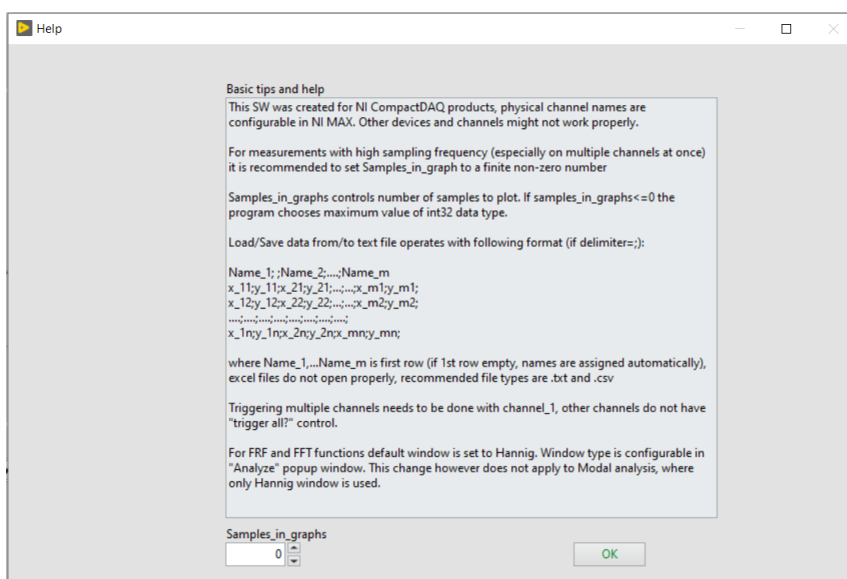 Help
Basic tips and help
This SW was created for NI CompactDAQ products, physical channel names are
configurable in NI MAX. Other devices and channels might not work properly.
For measurements with high sampling frequency (especially on multiple channels at once)
it is recommended to set Samples_in_graph to a finite non-zero number
Samples_in_graphs controls number of samples to plot. If samples_in_graphs<=0 the
program chooses maximum value of int32 data type.
Load/Save data from/to text file operates with following format (if delimiter=;):
Name_1; ;Name_2;....;Name_m
x_11;y_11;x_21;y_21;...;...;x_m1;y_m1;
x_12;y_12;x_22;y_22;...;...;x_m2;y_m2;
....;....;....;....;....;....;....;....;
x_1n;y_1n;x_2n;y_2n;x_mn;y_mn;
where Name_1,...Name_m is first row (if 1st row empty, names are assigned automatically),
excel files do not open properly, recommended file types are .txt and .csv
Triggering multiple channels needs to be done with channel_1, other channels do not have
"trigger all?" control.
For FRF and FFT functions default window is set to Hannig. Window type is configurable in
"Analyze" popup window. This change however does not apply to Modal analysis, where
only Hannig window is used.
Samples_in_graphs
0
OK